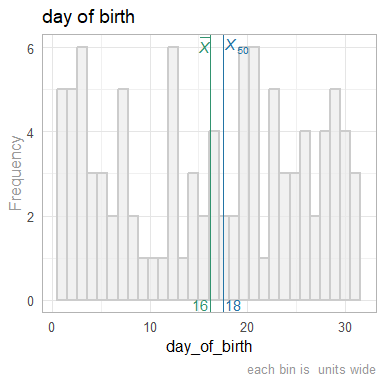 day of birth
X̅ X₅₀
6
4
2
0
Frequency
16 18
0 10 20 30
day_of_birth
each bin is  units wide